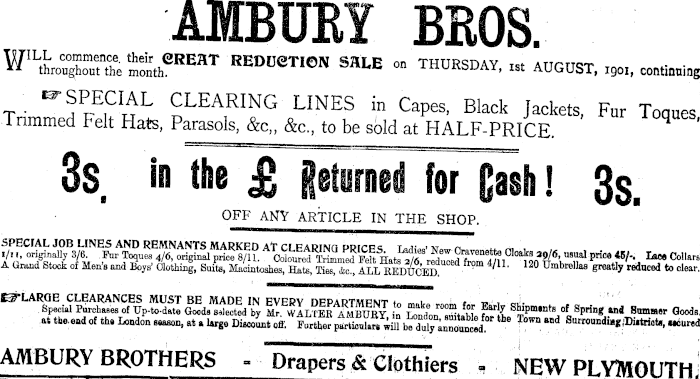 AMBURY BROS.
WILL commence their GREAT REDUCTION SALE on THURSDAY, 1st AUGUST, 1901, continuing
throughout the month.
☞ SPECIAL CLEARING LINES in Capes, Black Jackets, Fur Toques,
Trimmed Felt Hats, Parasols, &c., &c., to be sold at HALF-PRICE.
3s. in the £ Returned for Cash! 3s.
OFF ANY ARTICLE IN THE SHOP.
SPECIAL JOB LINES AND REMNANTS MARKED AT CLEARING PRICES. Ladies' New Cravenette Cloaks 29/6, usual price 45/-. Lace Collars
1/11, originally 3/6. Fur Toques 4/6, original price 8/11. Coloured Trimmed Felt Hats 2/6, reduced from 4/11. 120 Umbrellas greatly reduced to clear.
A Grand Stock of Men's and Boys' Clothing, Suits, Macintoshes, Hats, Ties, &c., ALL REDUCED.
☞ LARGE CLEARANCES MUST BE MADE IN EVERY DEPARTMENT to make room for Early Shipments of Spring and Summer Goods.
Special Purchases of Up-to-date Goods selected by Mr. WALTER AMBURY, in London, suitable for the Town and Surrounding Districts, secured
at the end of the London season, at a large Discount off. Further particulars will be duly announced.
AMBURY BROTHERS - Drapers & Clothiers - NEW PLYMOUTH.